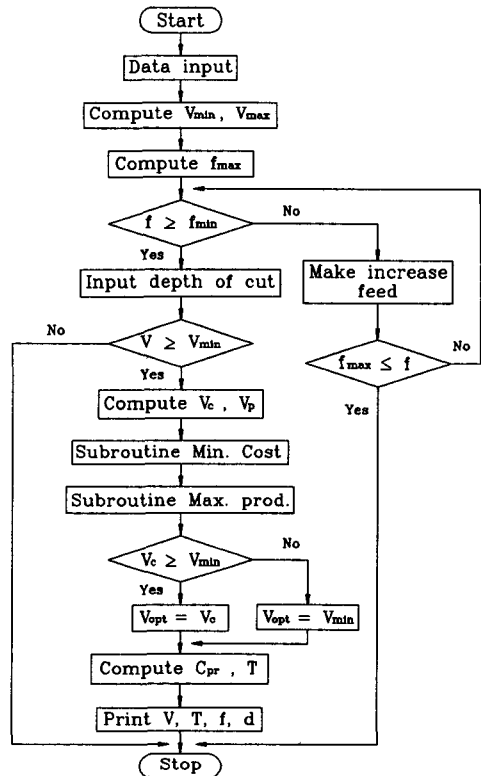 Start
Data input
Compute Vmin, Vmax
Compute fmax
f ≥ fmin
No
Yes
Input depth of cut
Make increase
feed
No
V ≥ Vmin
fmax ≤ f
No
Yes
Yes
Compute Vc , Vp
Subroutine Min. Cost
Subroutine Max. prod.
Vc ≥ Vmin
No
Yes
Vopt = Vc
Vopt = Vmin
Compute Cpr , T
Print V, T, f, d
Stop